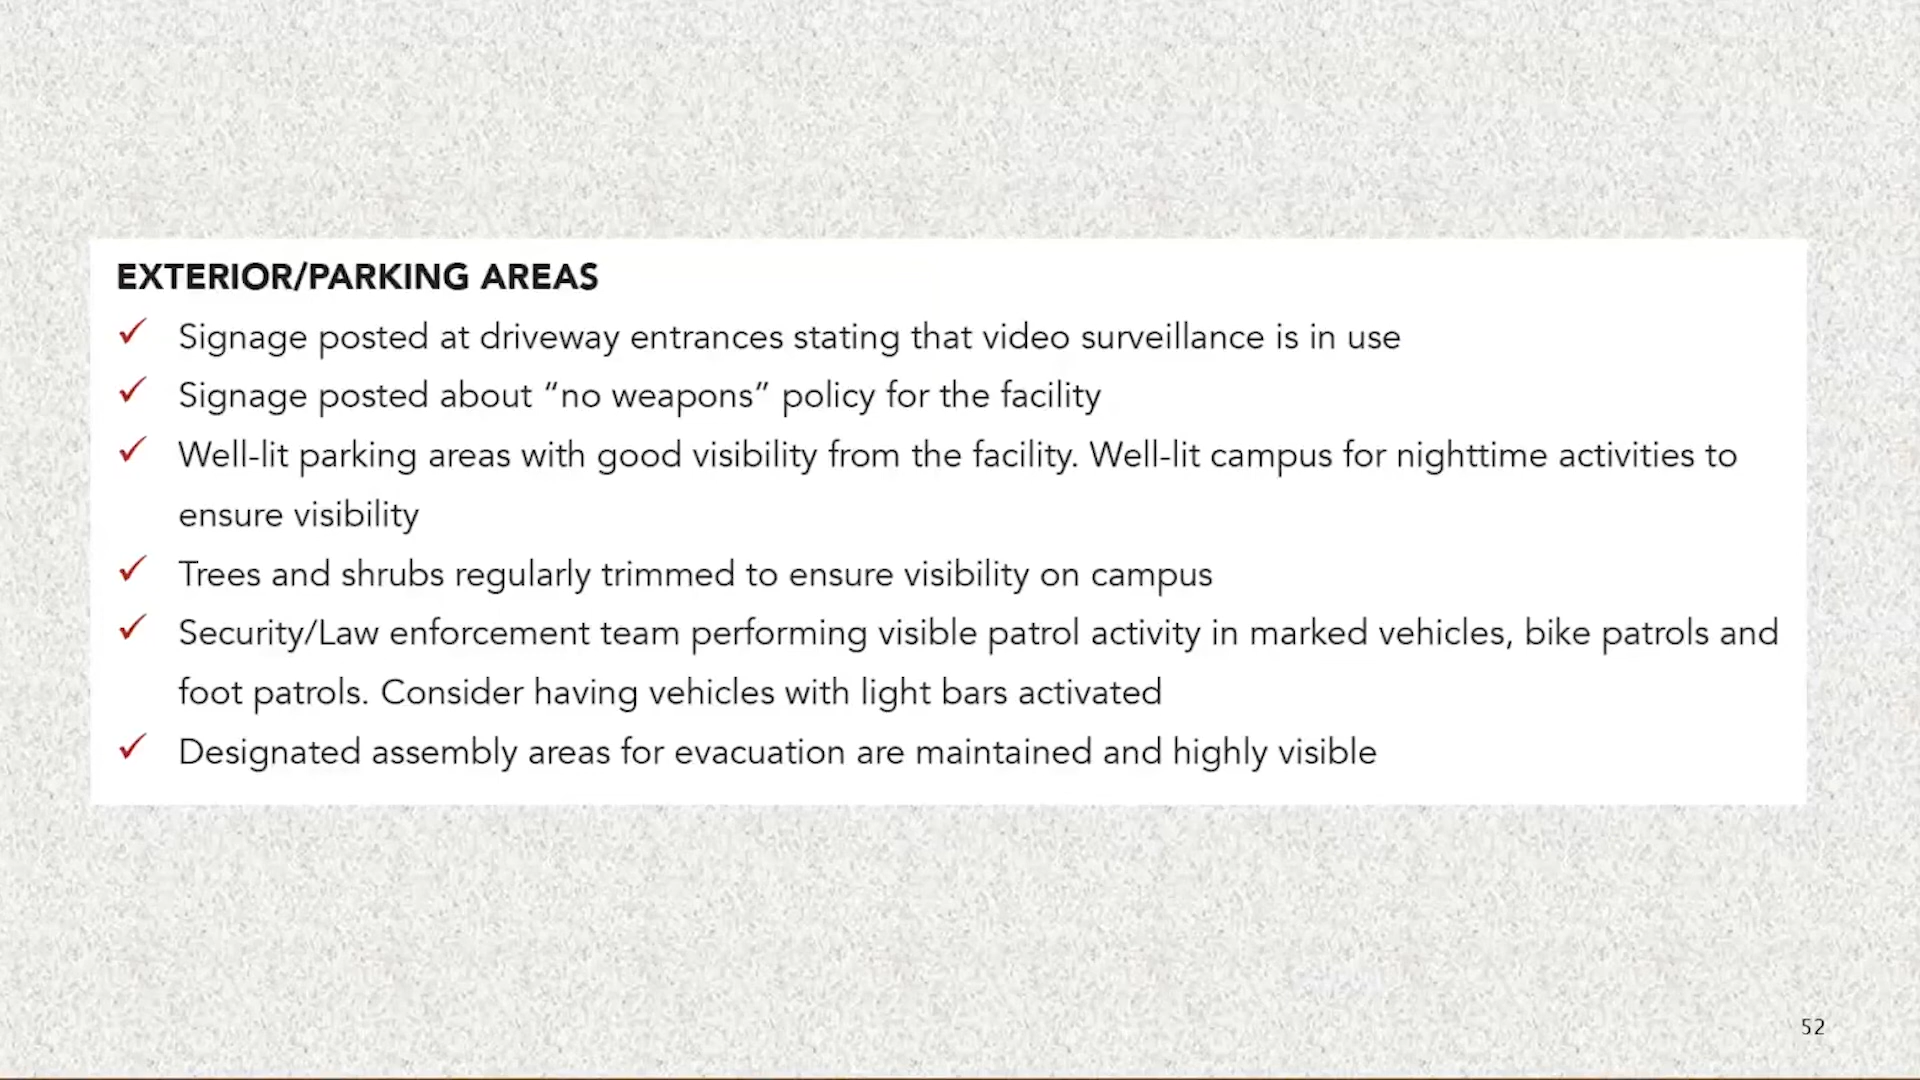 EXTERIOR/PARKING AREAS
✓ Signage posted at driveway entrances stating that video surveillance is in use
✓ Signage posted about “no weapons” policy for the facility
✓ Well-lit parking areas with good visibility from the facility. Well-lit campus for nighttime activities to
ensure visibility
✓ Trees and shrubs regularly trimmed to ensure visibility on campus
✓ Security/Law enforcement team performing visible patrol activity in marked vehicles, bike patrols and
foot patrols. Consider having vehicles with light bars activated
✓ Designated assembly areas for evacuation are maintained and highly visible
52